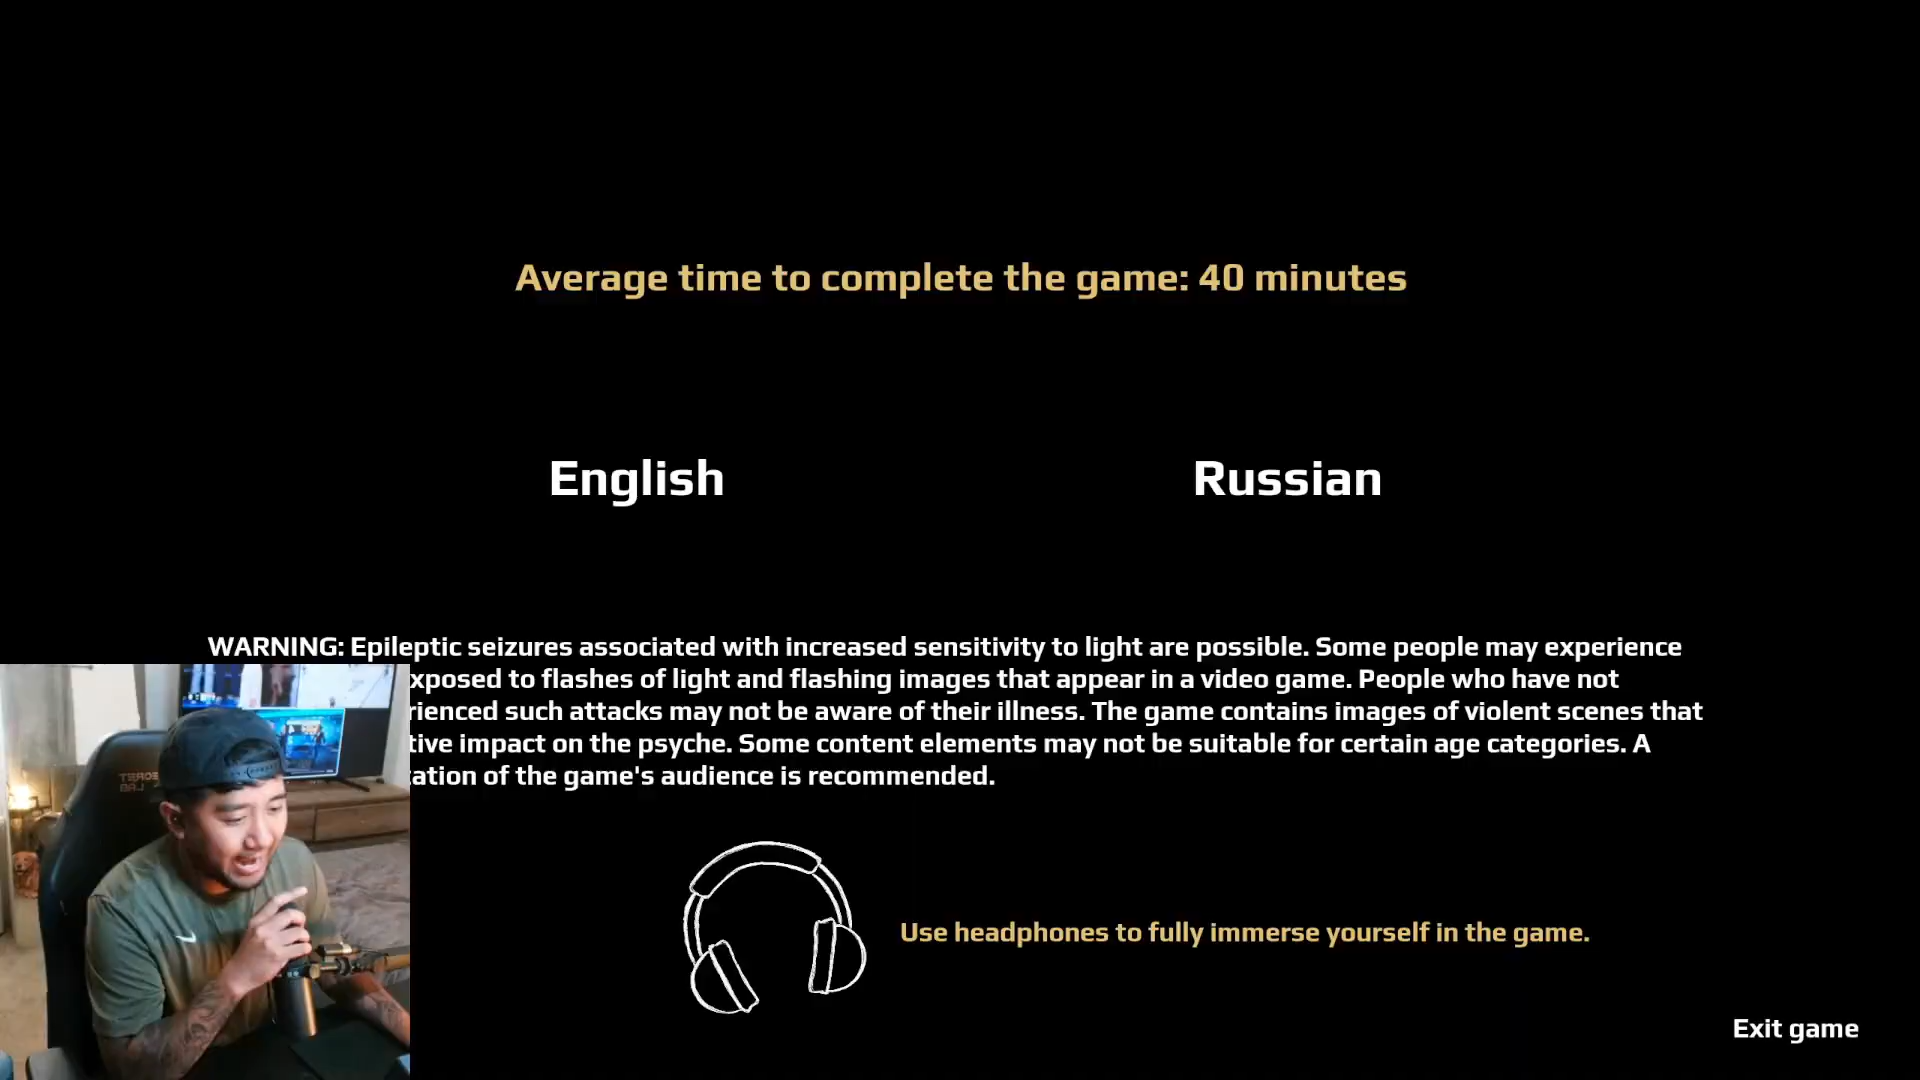 Average time to complete the game: 40 minutes
English
Russian
WARNING: Epileptic seizures associated with increased sensitivity to light are possible. Some people may experience
exposed to flashes of light and flashing images that appear in a video game. People who have not
such attacks may not be aware of their illness. The game contains images of violent scenes that
impact on the psyche. Some content elements may not be suitable for certain age categories. A
of the game's audience is recommended.
Use headphones to fully immerse yourself in the game.
Exit game